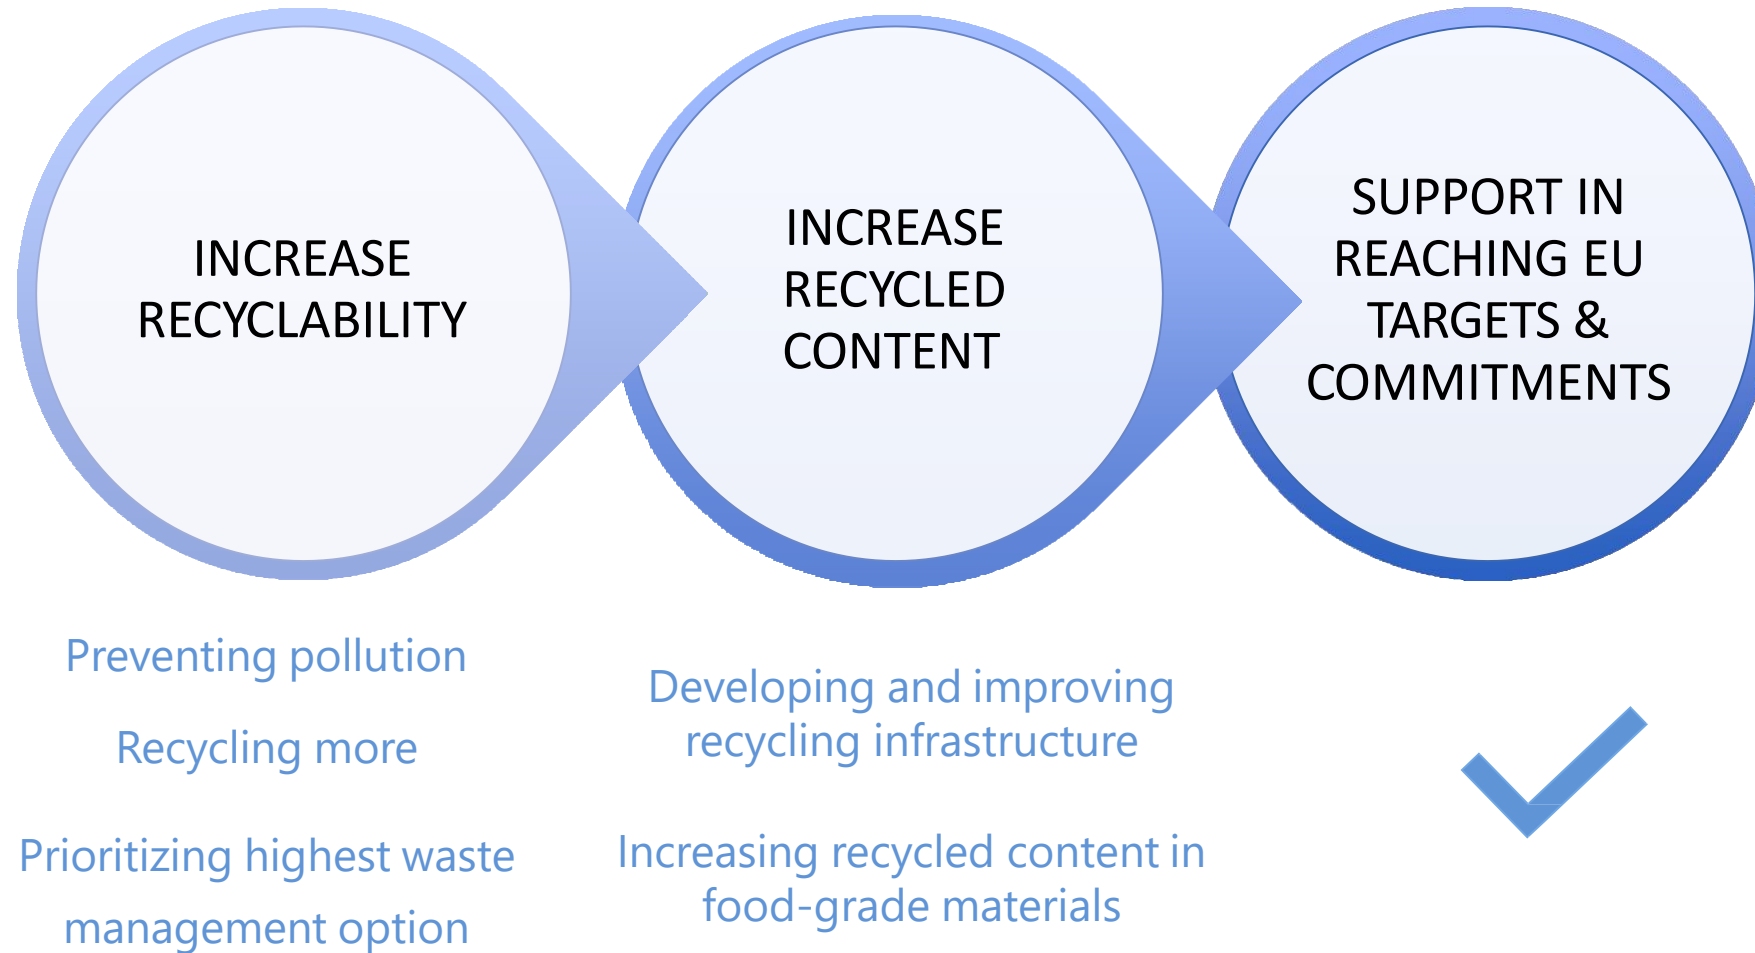 INCREASE
RECYCLABILITY
INCREASE
RECYCLED
CONTENT
SUPPORT IN
REACHING EU
TARGETS &
COMMITMENTS
Preventing pollution
Recycling more
Prioritizing highest waste
management option
Developing and improving
recycling infrastructure
Increasing recycled content in
food-grade materials